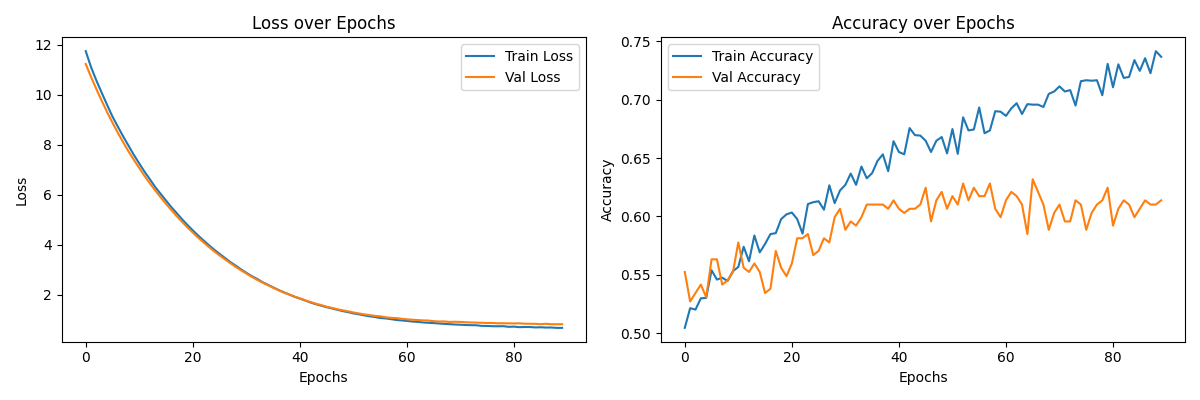 Loss over Epochs
12
10
8
6
4
2
0
20
40
60
80
Loss
Epochs
Train Loss
Val Loss
Accuracy over Epochs
0.75
0.70
0.65
0.60
0.55
0.50
0
20
40
60
80
Accuracy
Epochs
Train Accuracy
Val Accuracy